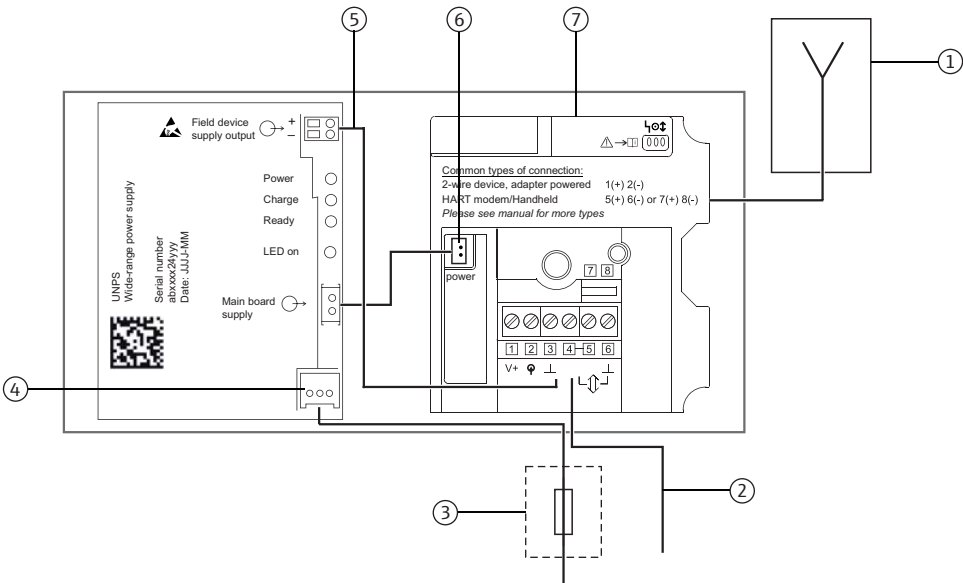 5
6
7
1
Field device
supply output
+
−
000
Common types of connection:
2-wire device, adapter powered 1(+) 2(-)
HART modem/Handheld 5(+) 6(-) or 7(+) 8(-)
Please see manual for more types
Power
Charge
Ready
LED on
Main board
supply
UNPS
Wide-range power supply
Serial number
abxxxx24yyy
Date: JJJJ-MM
power
7 8
1 2 3 4 5 6
V+
4
2
3